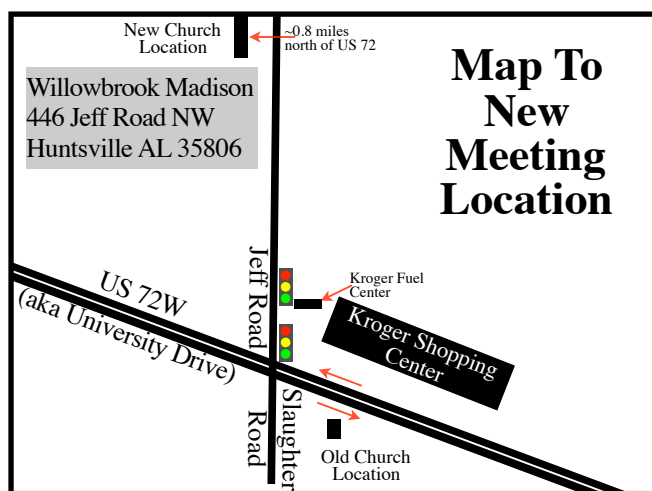 New Church
Location
~0.8 miles
north of US 72
Map To
New
Meeting
Location
Willowbrook Madison
446 Jeff Road NW
Huntsville AL 35806
Jeff Road
Kroger Fuel
Center
US 72W
(aka University Drive)
Kroger Shopping
Center
Slaughter
Road
Old Church
Location